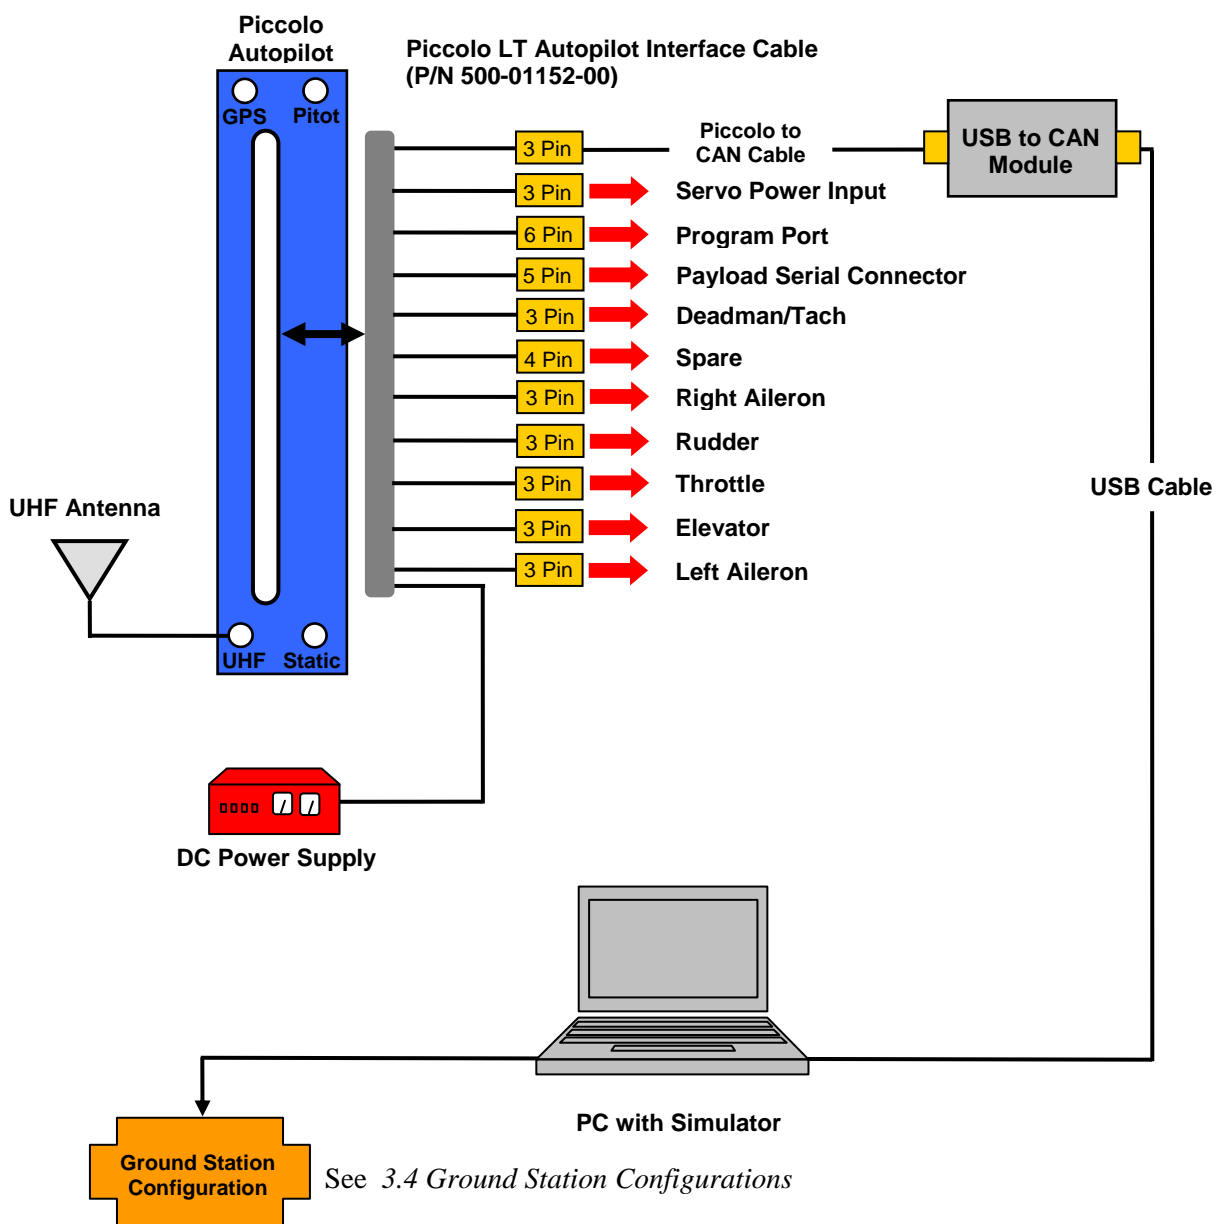 Piccolo
Autopilot
Piccolo LT Autopilot Interface Cable
(P/N 500-01152-00)
GPS Pitot
3 Pin
Piccolo to
CAN Cable
USB to CAN
Module
3 Pin Servo Power Input
6 Pin Program Port
5 Pin Payload Serial Connector
3 Pin Deadman/Tach
4 Pin Spare
3 Pin Right Aileron
3 Pin Rudder
3 Pin Throttle
USB Cable
UHF Antenna
3 Pin Elevator
3 Pin Left Aileron
UHF Static
DC Power Supply
PC with Simulator
Ground Station
Configuration
See 3.4 Ground Station Configurations